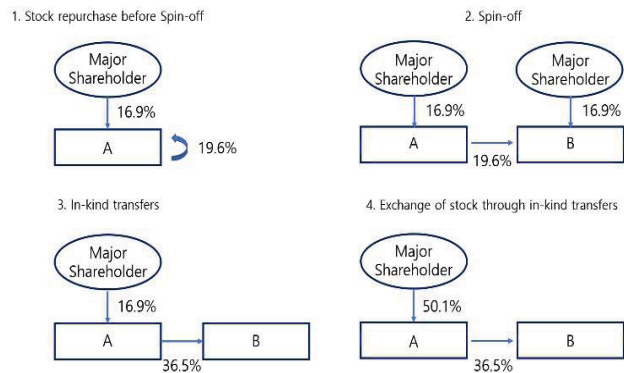 1. Stock repurchase before Spin-off
Major
Shareholder
16.9%
A
19.6%
2. Spin-off
Major
Shareholder
Major
Shareholder
16.9%
16.9%
A
B
19.6%
3. In-kind transfers
Major
Shareholder
16.9%
A
B
36.5%
4. Exchange of stock through in-kind transfers
Major
Shareholder
50.1%
A
B
36.5%